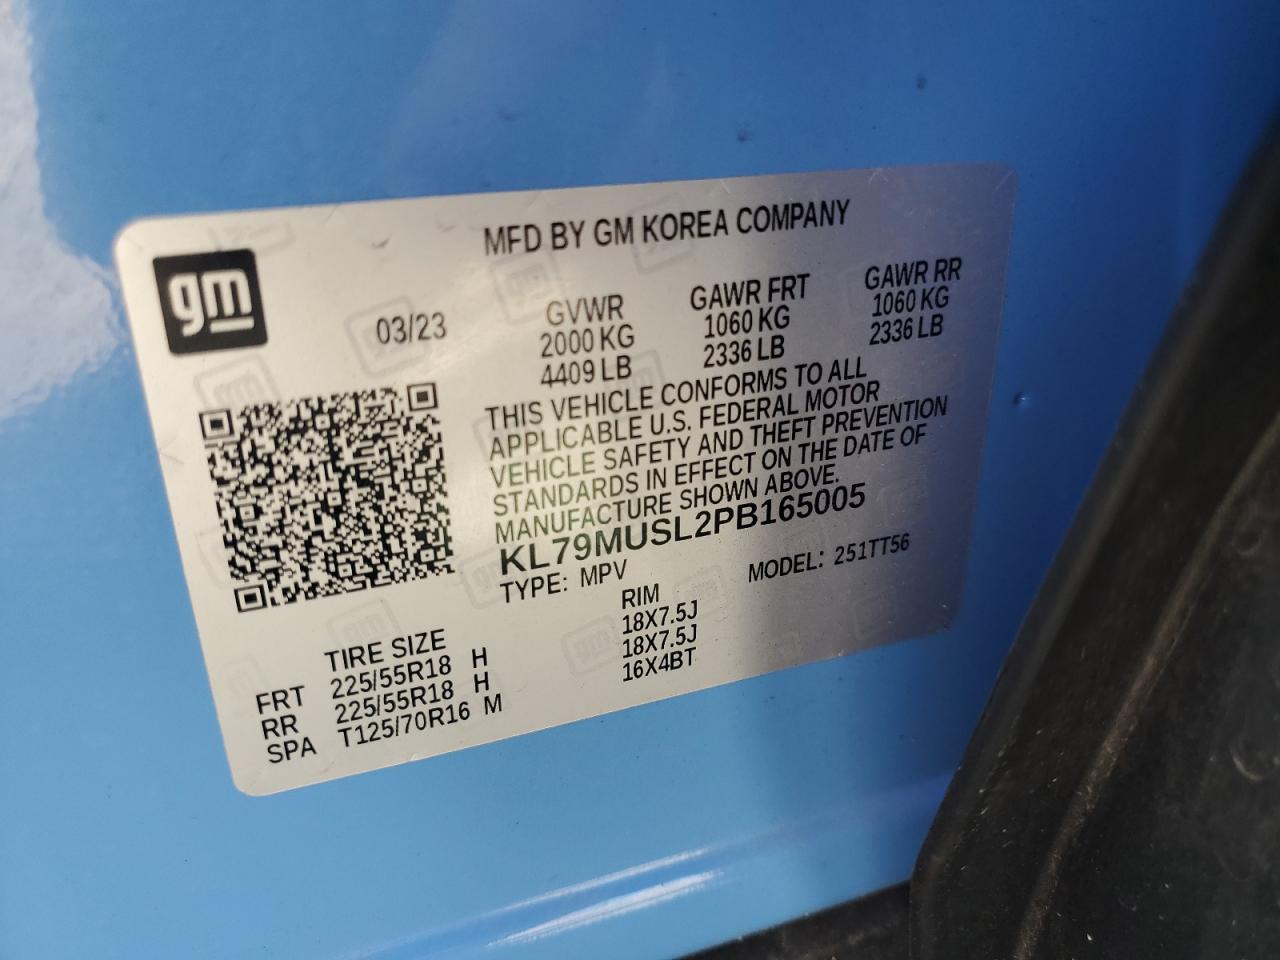 MFD BY GM KOREA COMPANY
gm
03/23
GVWR GAWR FRT GAWR RR
2000 KG 1060 KG 1060 KG
4409 LB 2336 LB 2336 LB
THIS VEHICLE CONFORMS TO ALL
APPLICABLE U.S. FEDERAL MOTOR
VEHICLE SAFETY AND THEFT PREVENTION
STANDARDS IN EFFECT ON THE DATE OF
MANUFACTURE SHOWN ABOVE.
KL79MUSL2PB165005
TYPE: MPV MODEL: 251TT56
TIRE SIZE RIM
FRT 225/55R18 H 18X7.5J
RR 225/55R18 H 18X7.5J
SPA T125/70R16 M 16X4BT